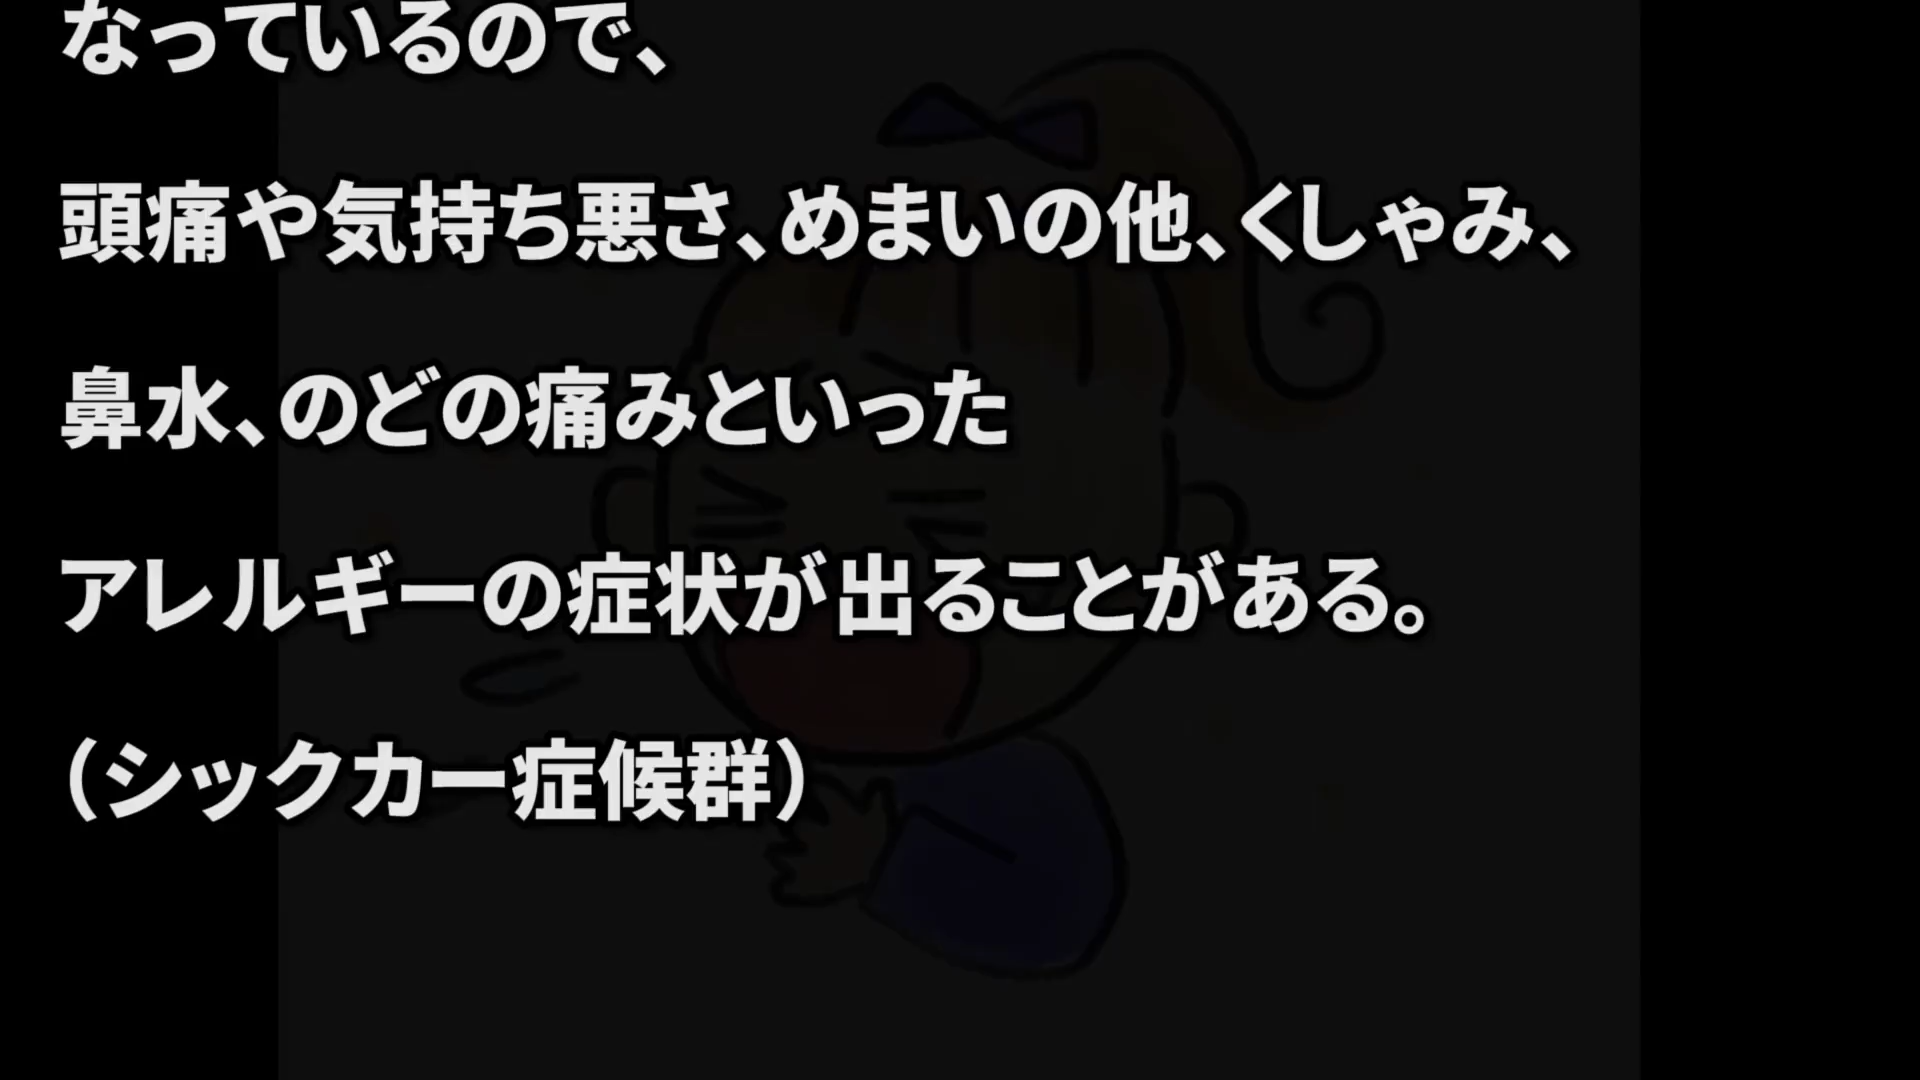 なっているので、
頭痛や気持ち悪さ、めまいの他、くしゃみ、
鼻水、のどの痛みといった
アレルギーの症状が出ることがある。
（シックカー症候群）